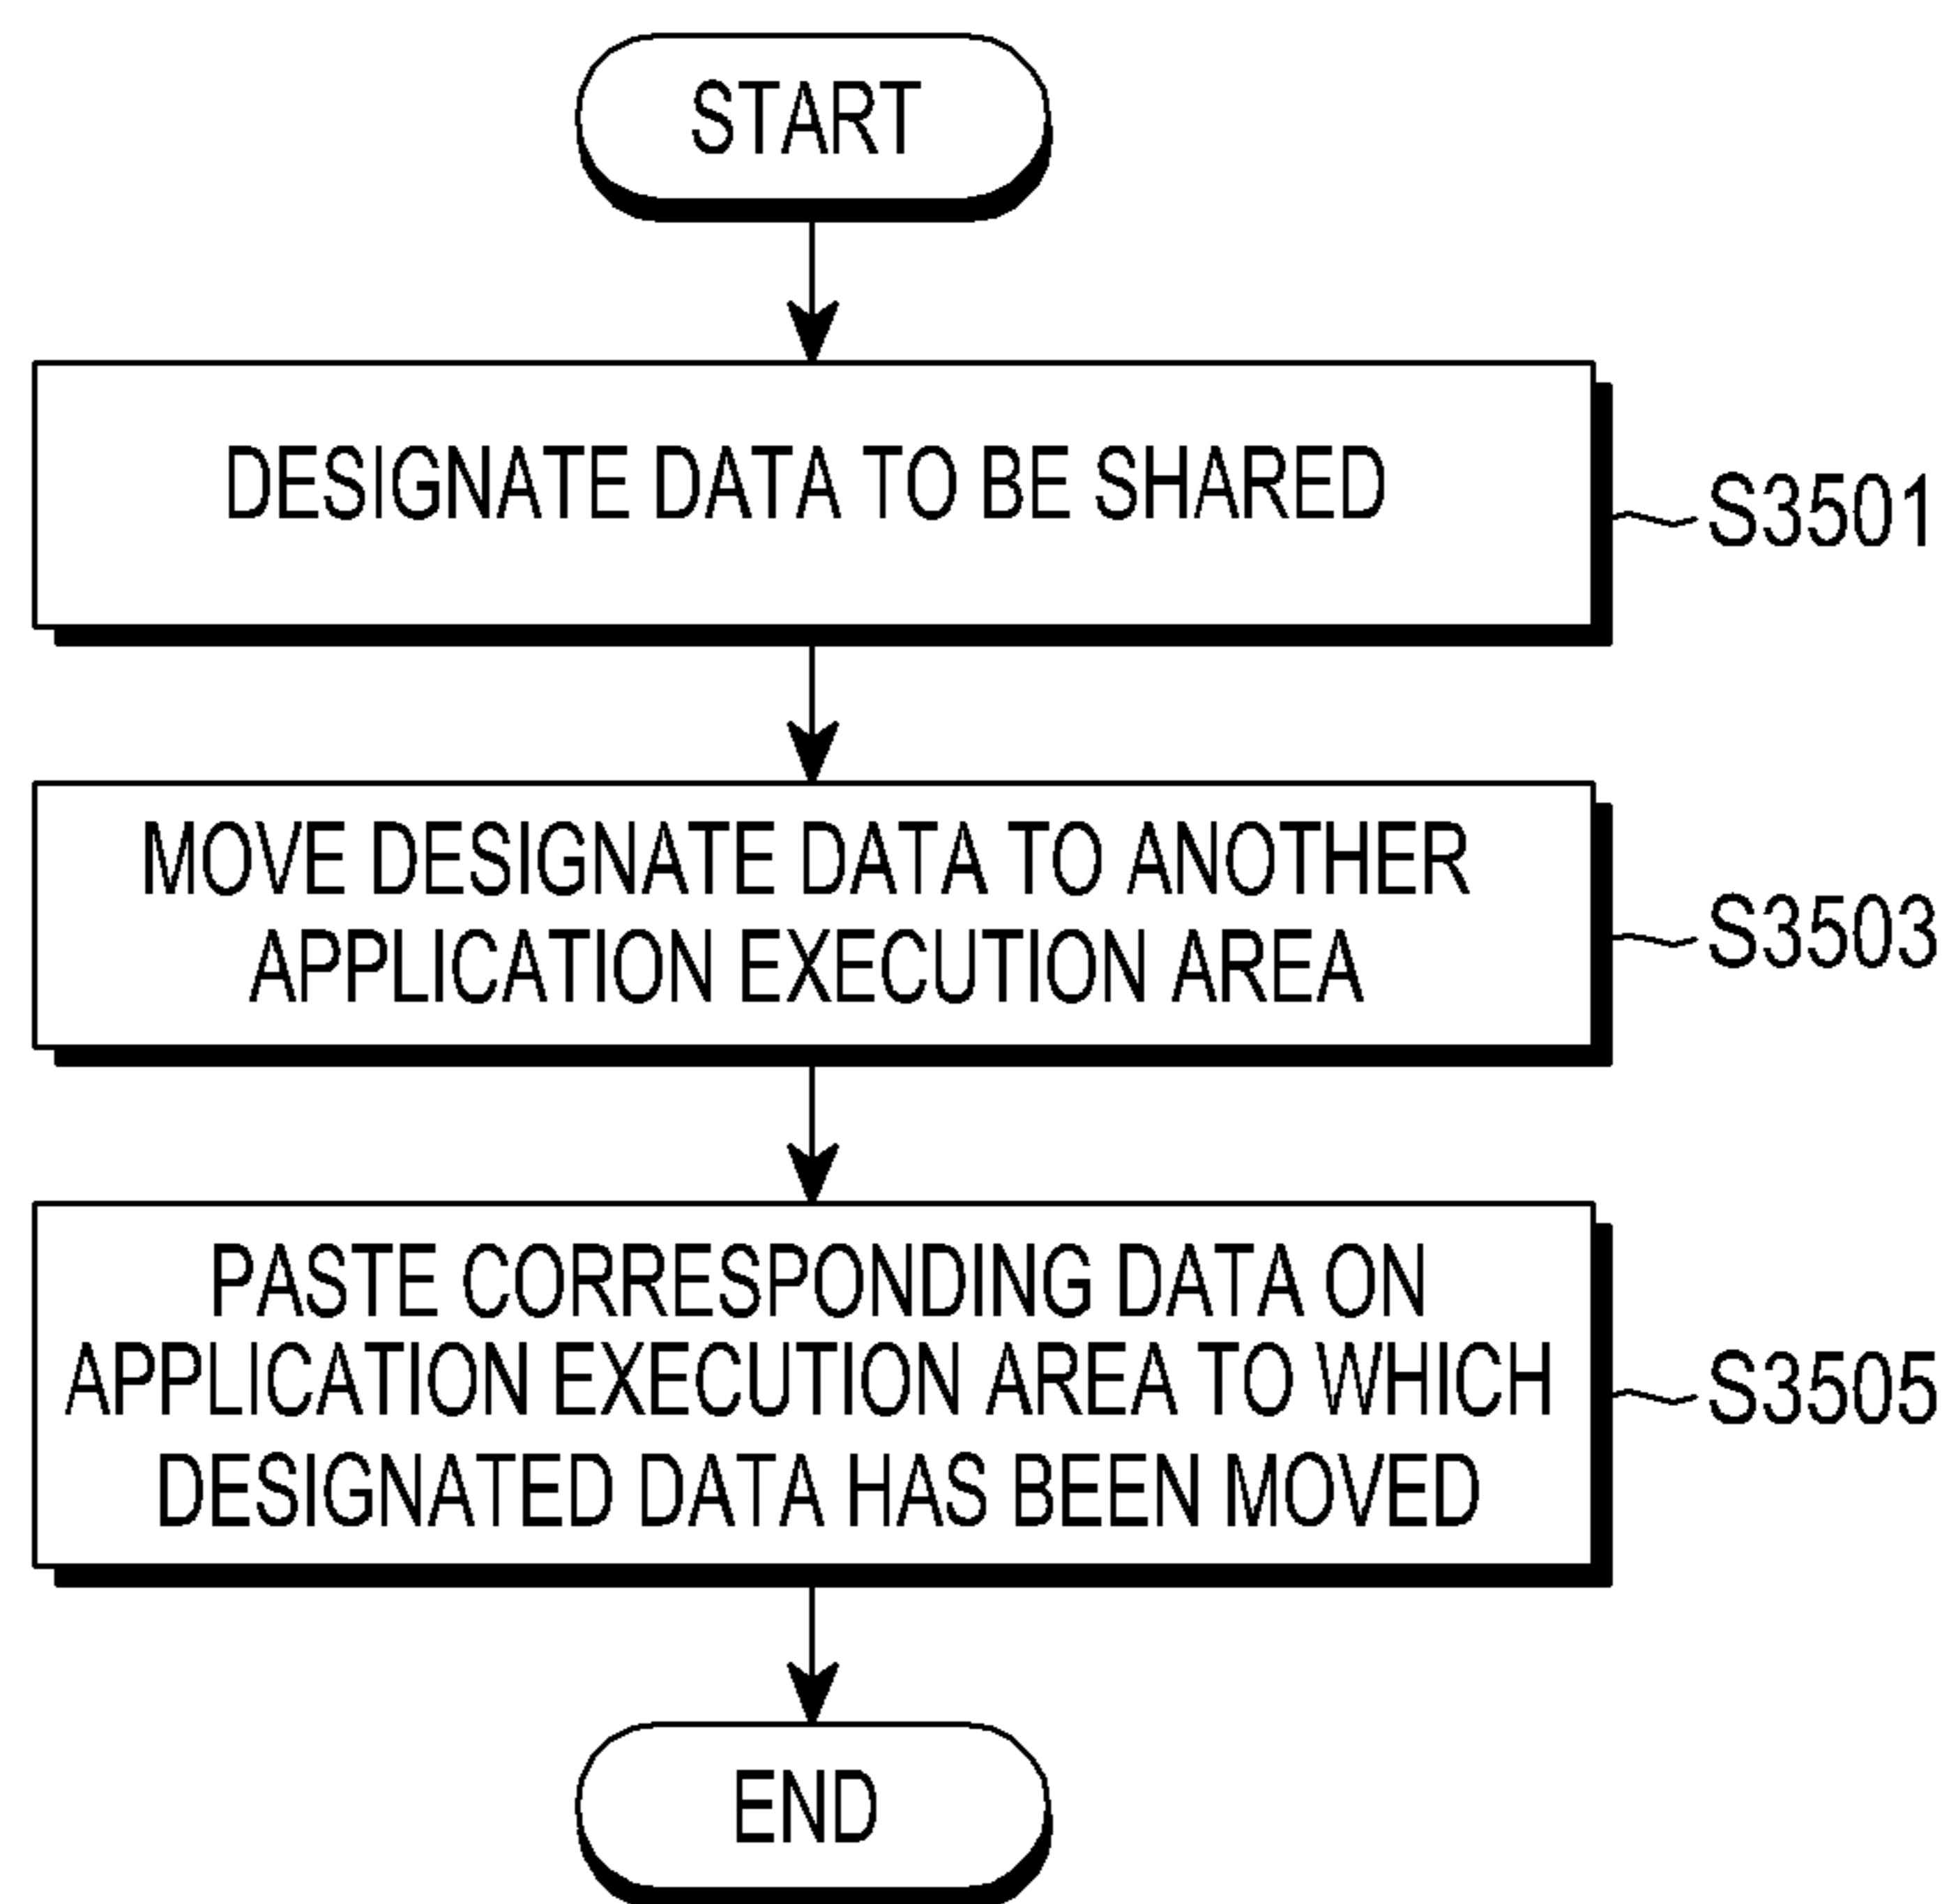 START
DESIGNATE DATA TO BE SHARED
S3501
MOVE DESIGNATE DATA TO ANOTHER
APPLICATION EXECUTION AREA
S3503
PASTE CORRESPONDING DATA ON
APPLICATION EXECUTION AREA TO WHICH
DESIGNATED DATA HAS BEEN MOVED
S3505
END